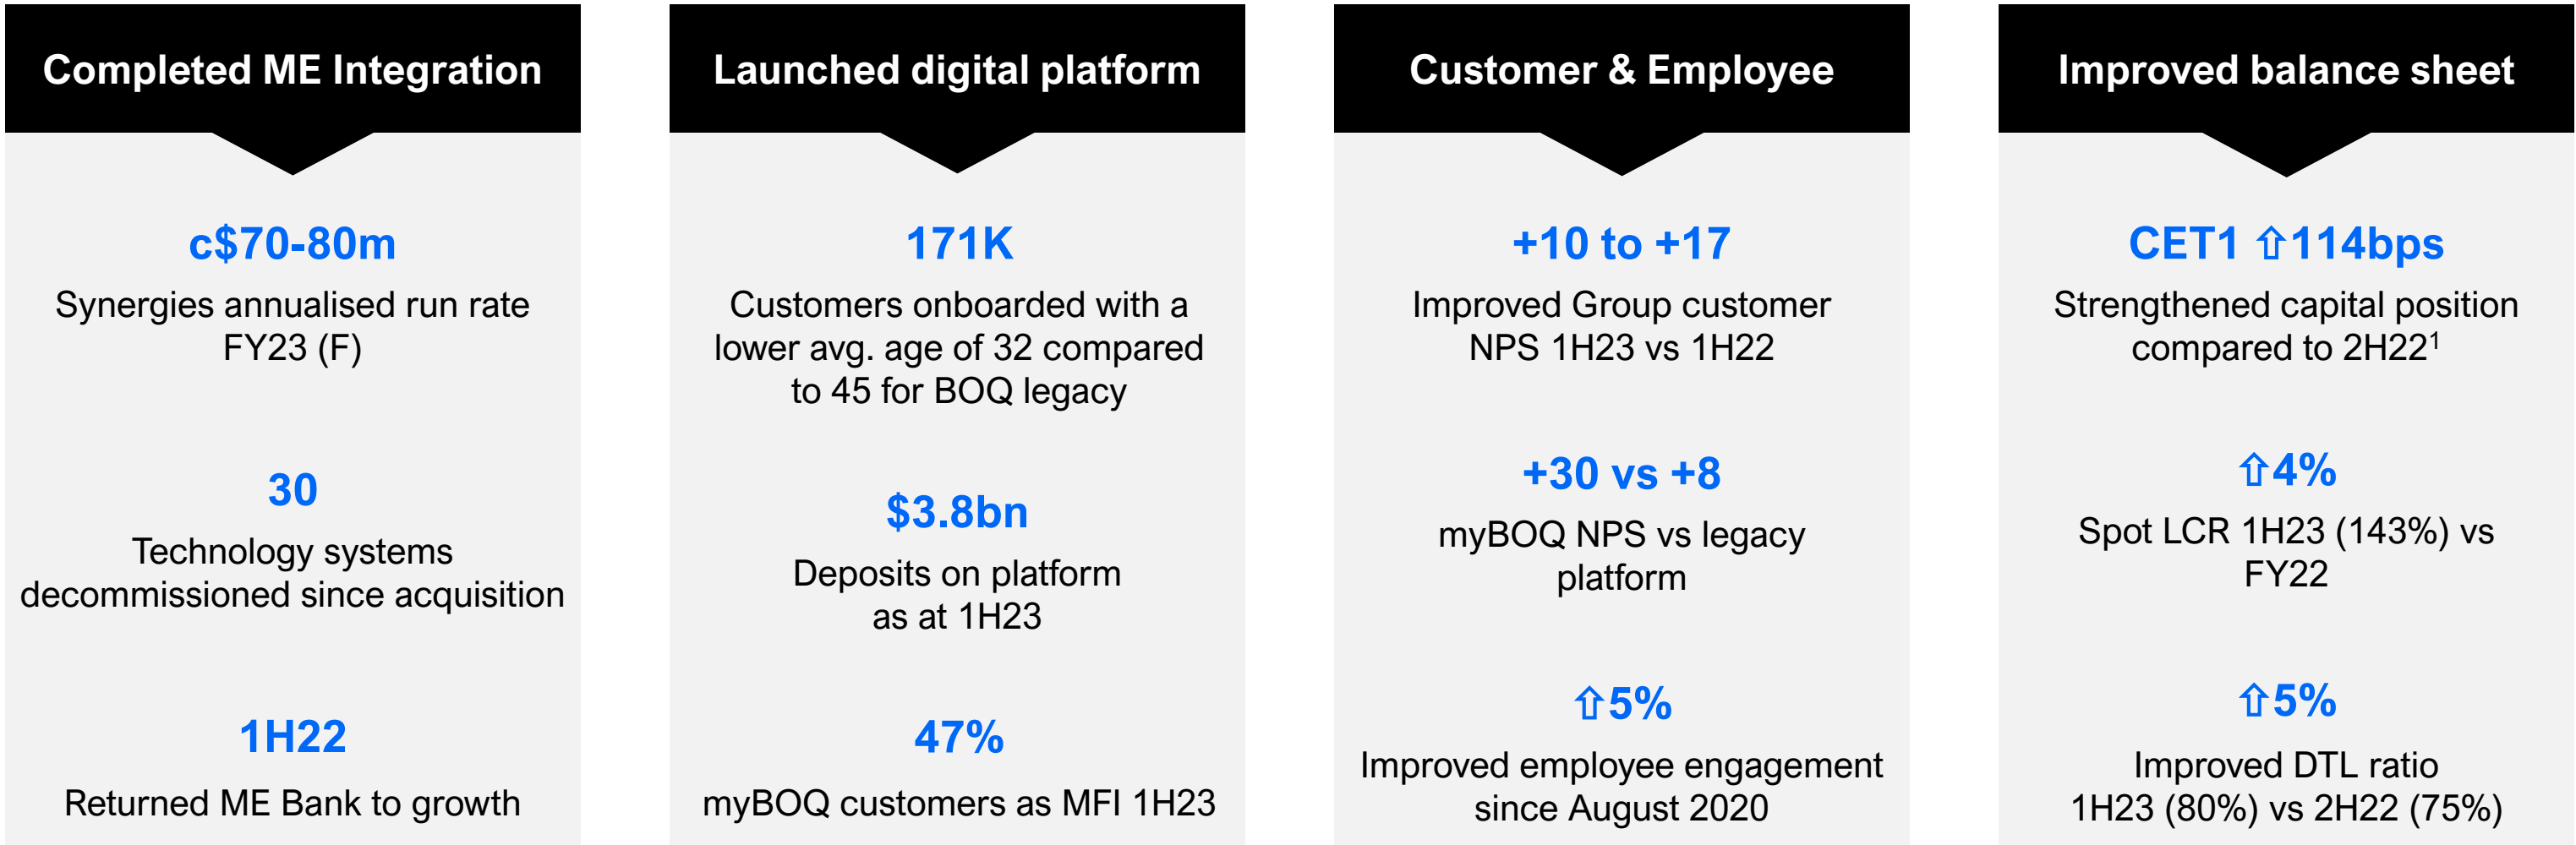 Completed ME Integration
c$70-80m
Synergies annualised run rate
FY23 (F)
30
Technology systems
decommissioned since acquisition
1H22
Returned ME Bank to growth
Launched digital platform
171K
Customers onboarded with a
lower avg. age of 32 compared
to 45 for BOQ legacy
$3.8bn
Deposits on platform
as at 1H23
47%
myBOQ customers as MFI 1H23
Customer & Employee
+10 to +17
Improved Group customer
NPS 1H23 vs 1H22
+30 vs +8
myBOQ NPS vs legacy
platform
⇧5%
Improved employee engagement
since August 2020
Improved balance sheet
CET1 ⇧114bps
Strengthened capital position
compared to 2H22¹
⇧4%
Spot LCR 1H23 (143%) vs
FY22
⇧5%
Improved DTL ratio
1H23 (80%) vs 2H22 (75%)